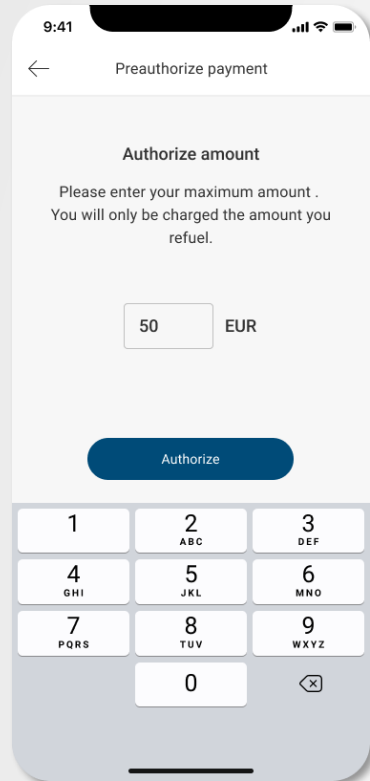 9:41
Preauthorize payment
Authorize amount
Please enter your maximum amount .
You will only be charged the amount you
refuel.
50 EUR
Authorize
1 2 3
ABC DEF
4 5 6
GHI JKL MNO
7 8 9
PQRS TUV WXYZ
0